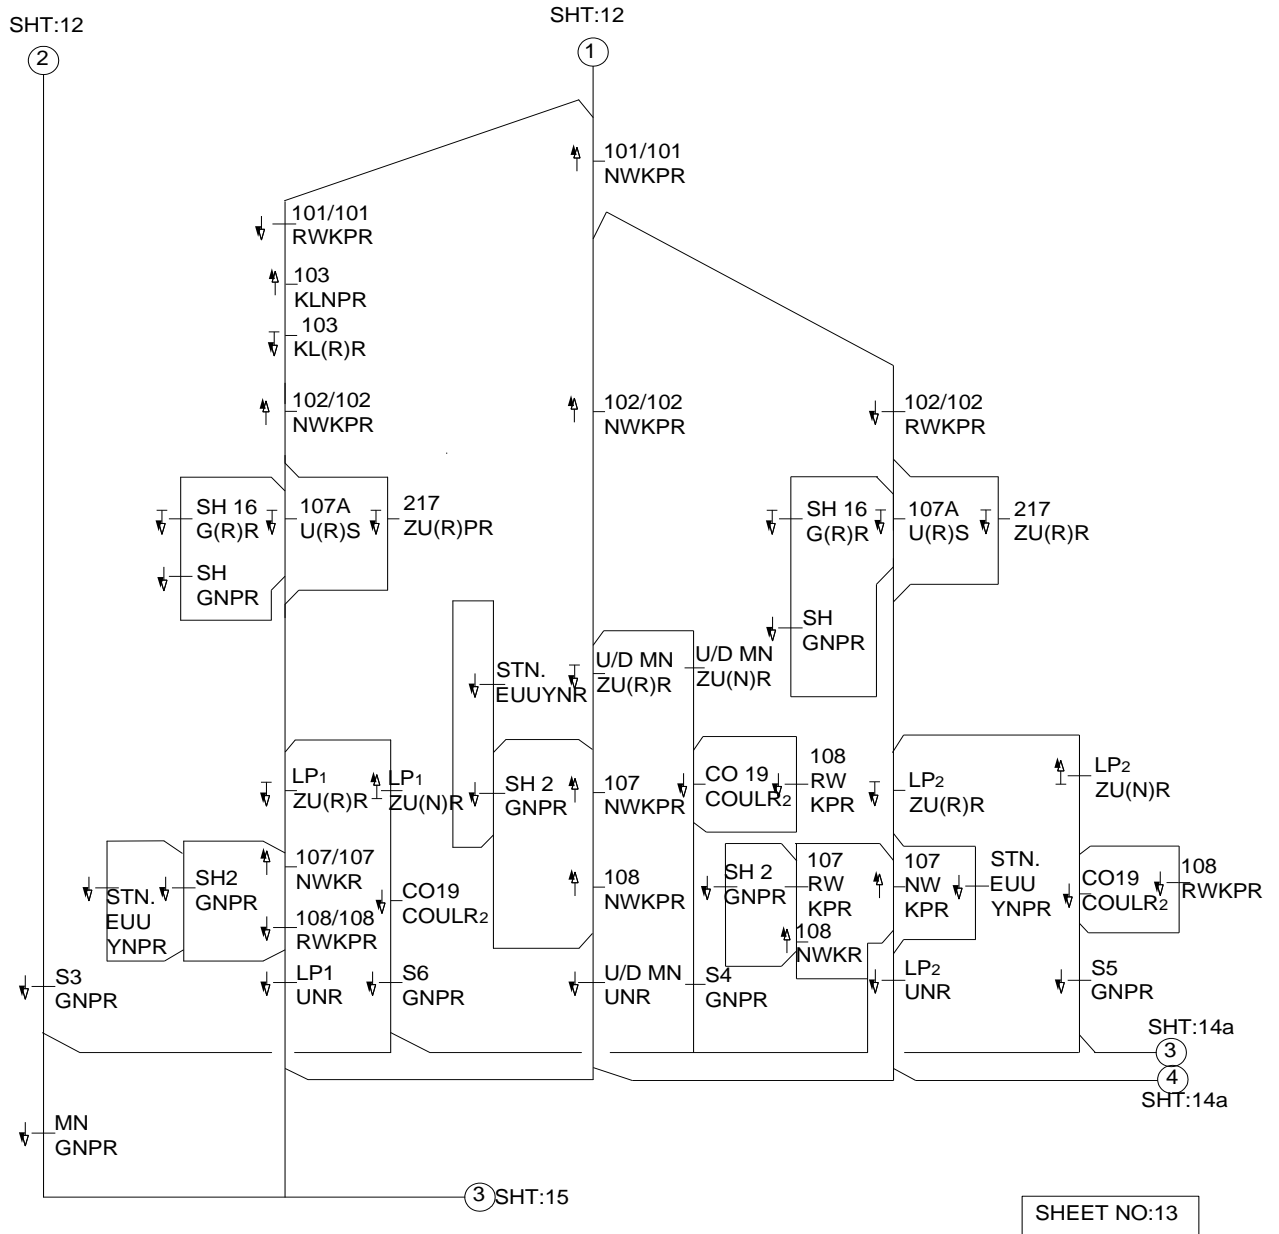 SHT:12
SHT:12
2
1
101/101
NWKPR
101/101
RWKPR
103
KLNPR
103
KL(R)R
102/102
NWKPR
102/102
NWKPR
102/102
RWKPR
SH 16
G(R)R
107A
U(R)S
217
ZU(R)PR
SH 16
G(R)R
107A
U(R)S
217
ZU(R)R
SH
GNPR
SH
GNPR
STN.
EUUYNR
U/D MN
ZU(R)R
U/D MN
ZU(N)R
LP1
ZU(R)R
LP1
ZU(N)R
SH 2
GNPR
107
NWKPR
CO 19
COULR2
108
RW
KPR
LP2
ZU(R)R
LP2
ZU(N)R
STN.
EUU
YNPR
SH2
GNPR
107/107
NWKR
108/108
RWKPR
CO19
COULR2
108
NWKPR
SH 2
GNPR
107
RW
KPR
108
NWKR
107
NW
KPR
STN.
EUU
YNPR
CO19
COULR2
108
RWKPR
S3
GNPR
LP1
UNR
S6
GNPR
U/D MN
UNR
S4
GNPR
LP2
UNR
S5
GNPR
SHT:14a
3
4
SHT:14a
MN
GNPR
3 SHT:15
SHEET NO:13